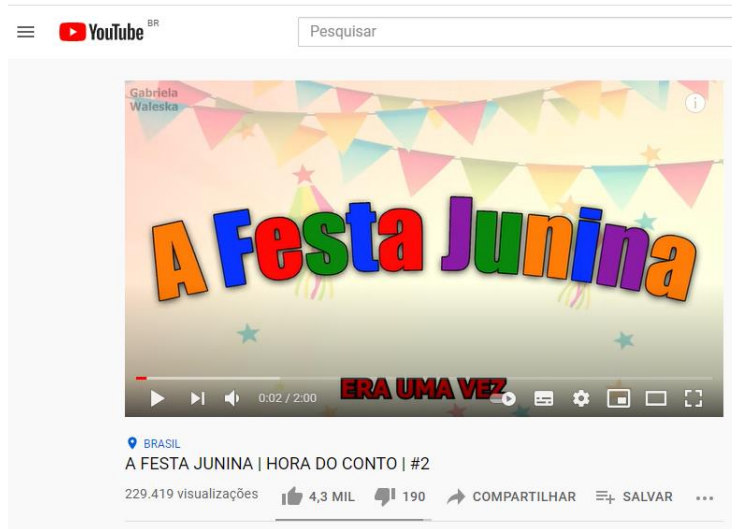 YouTube BR
Pesquisar
Gabriela
Waleska
i
A Festa Junina
ERA UMA VEZ
0:02 / 2:00
BRASIL
A FESTA JUNINA | HORA DO CONTO | #2
229.419 visualizações 4,3 MIL 190 COMPARTILHAR SALVAR ...